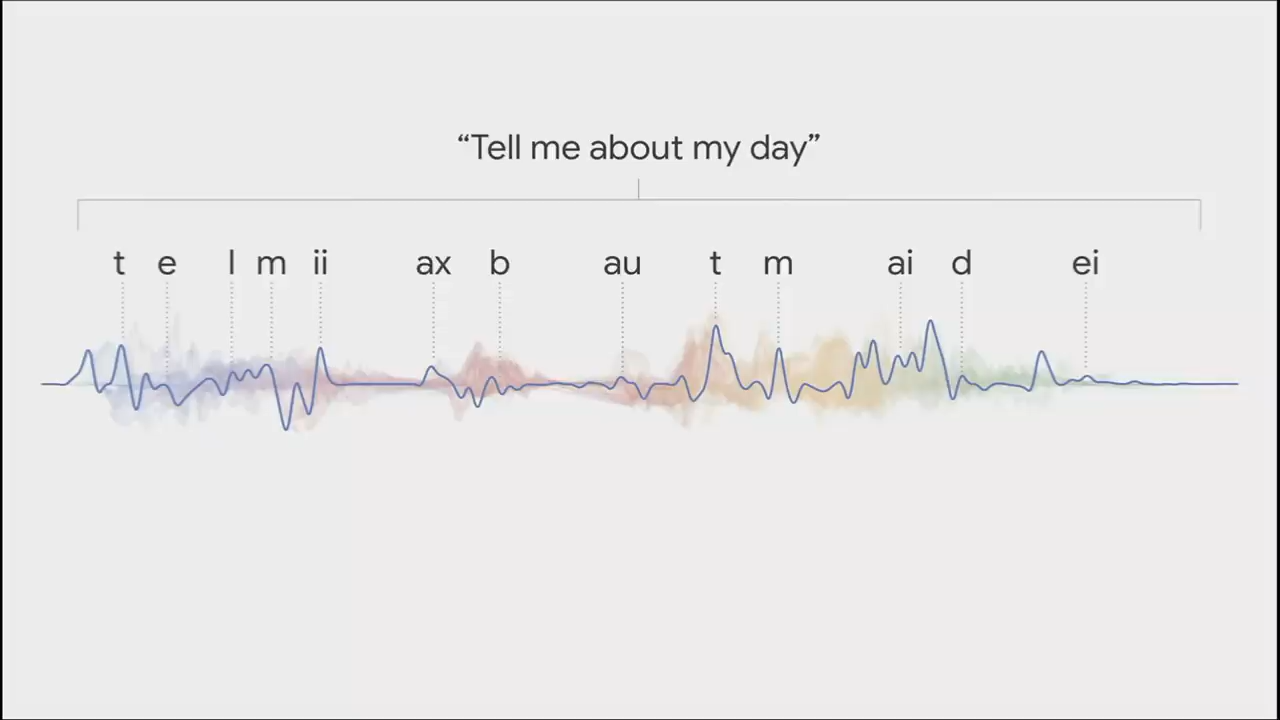 “Tell me about my day”
t e l m ii ax b au t m ai d ei